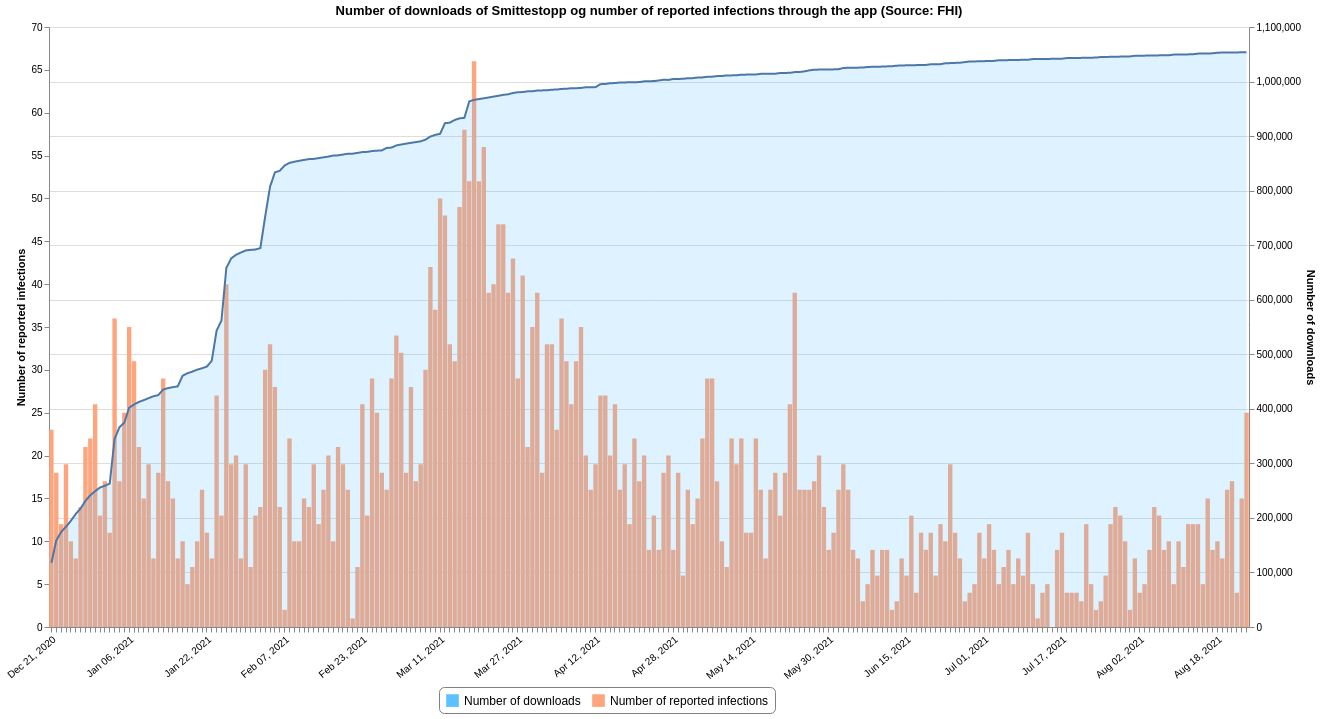 Number of downloads of Smittestopp og number of reported infections through the app (Source: FHI)
70
65
60
55
50
45
40
35
30
25
20
15
10
5
0
Number of reported infections
1,100,000
1,000,000
900,000
800,000
700,000
600,000
500,000
400,000
300,000
200,000
100,000
0
Number of downloads
Dec 21, 2020
Jan 06, 2021
Jan 22, 2021
Feb 07, 2021
Feb 23, 2021
Mar 11, 2021
Mar 27, 2021
Apr 12, 2021
Apr 28, 2021
May 14, 2021
May 30, 2021
Jun 15, 2021
Jul 01, 2021
Jul 17, 2021
Aug 02, 2021
Aug 18, 2021
Number of downloads
Number of reported infections